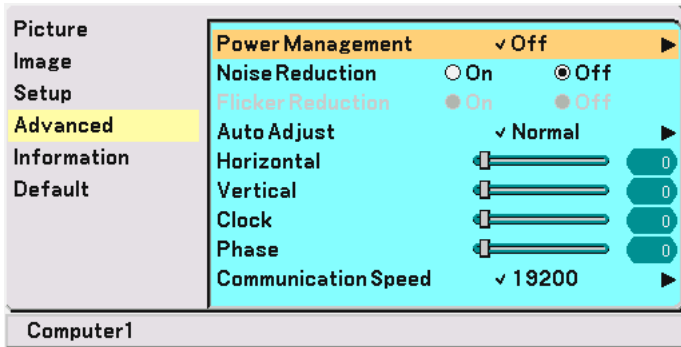 Picture
Image
Setup
Advanced
Information
Default
Power Management ✓ Off
Noise Reduction On Off
Flicker Reduction On Off
Auto Adjust ✓ Normal
Horizontal 0
Vertical 0
Clock 0
Phase 0
Communication Speed ✓ 19200
Computer1